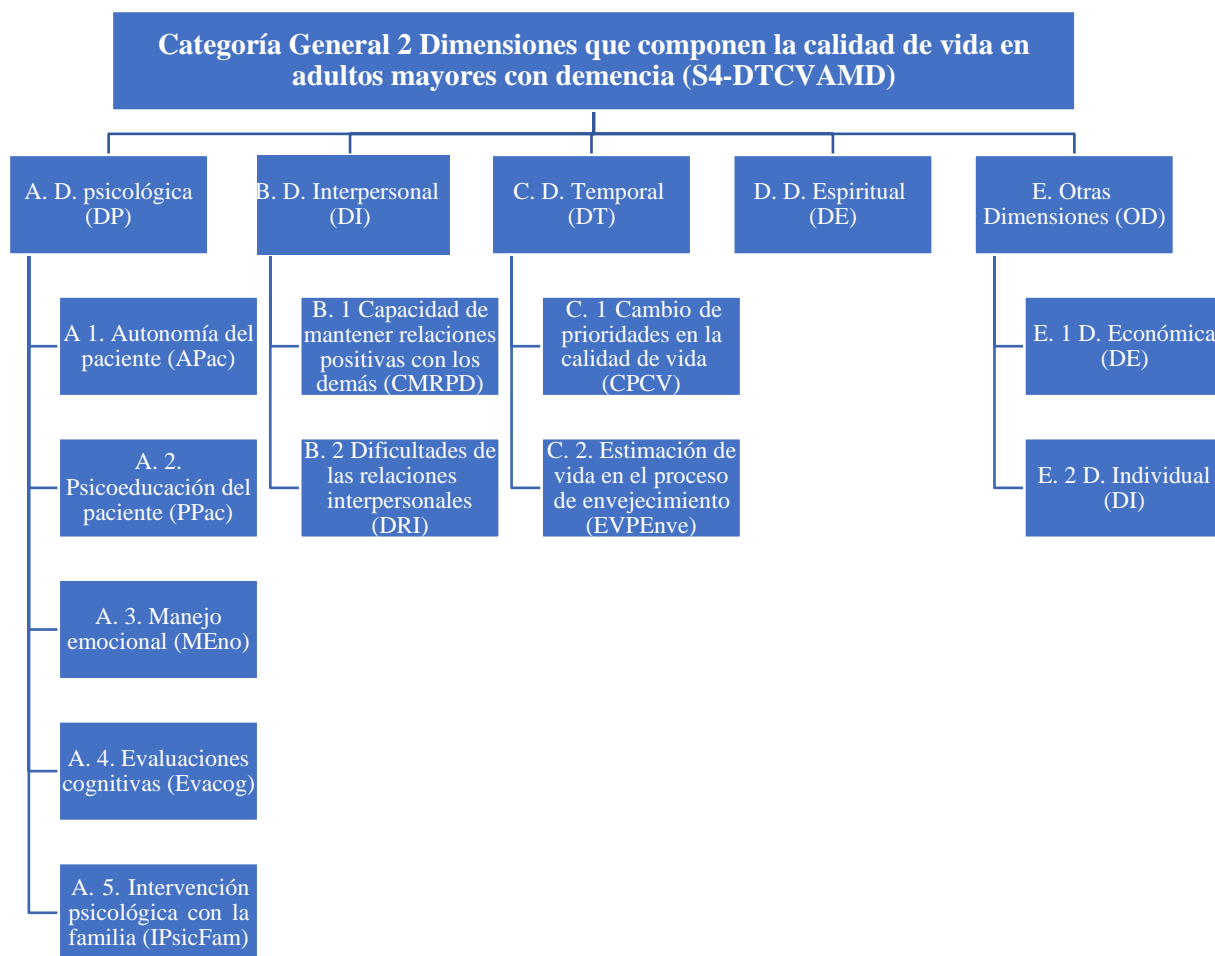 Categoría General 2 Dimensiones que componen la calidad de vida en
adultos mayores con demencia (S4-DTCVAMD)
A. D. psicológica
(DP)
B. D. Interpersonal
(DI)
C. D. Temporal
(DT)
D. D. Espiritual
(DE)
E. Otras
Dimensiones (OD)
A 1. Autonomía del
paciente (APac)
A. 2.
Psicoeducación del
paciente (PPac)
A. 3. Manejo
emocional (MEno)
A. 4. Evaluaciones
cognitivas (Evacog)
A. 5. Intervención
psicológica con la
familia (IPsicFam)
B. 1 Capacidad de
mantener relaciones
positivas con los
demás (CMRPD)
B. 2 Dificultades de
las relaciones
interpersonales
(DRI)
C. 1 Cambio de
prioridades en la
calidad de vida
(CPCV)
C. 2. Estimación de
vida en el proceso
de envejecimiento
(EVPEnve)
E. 1 D. Económica
(DE)
E. 2 D. Individual
(DI)